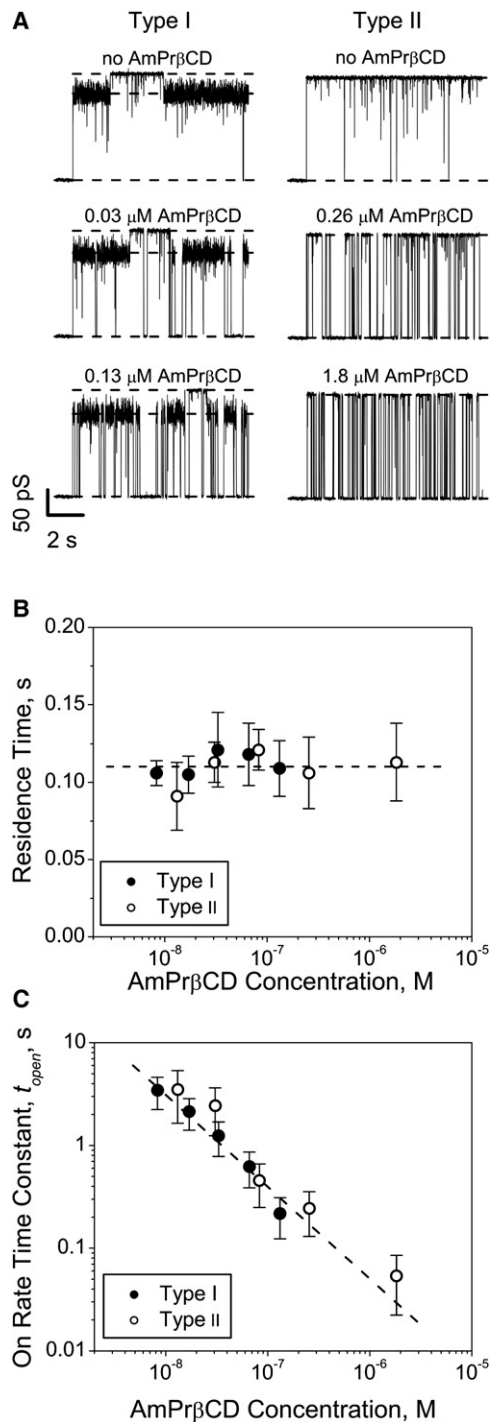 A
Type I
Type II
no AmPrβCD
no AmPrβCD
0.03 μM AmPrβCD
0.26 μM AmPrβCD
0.13 μM AmPrβCD
1.8 μM AmPrβCD
50 pS
2 s
B
Residence Time, s
0.20
0.15
0.10
0.05
0.00
Type I
Type II
10⁻⁸
10⁻⁷
10⁻⁶
10⁻⁵
AmPrβCD Concentration, M
C
On Rate Time Constant, t_open, s
10
1
0.1
0.01
Type I
Type II
10⁻⁸
10⁻⁷
10⁻⁶
10⁻⁵
AmPrβCD Concentration, M